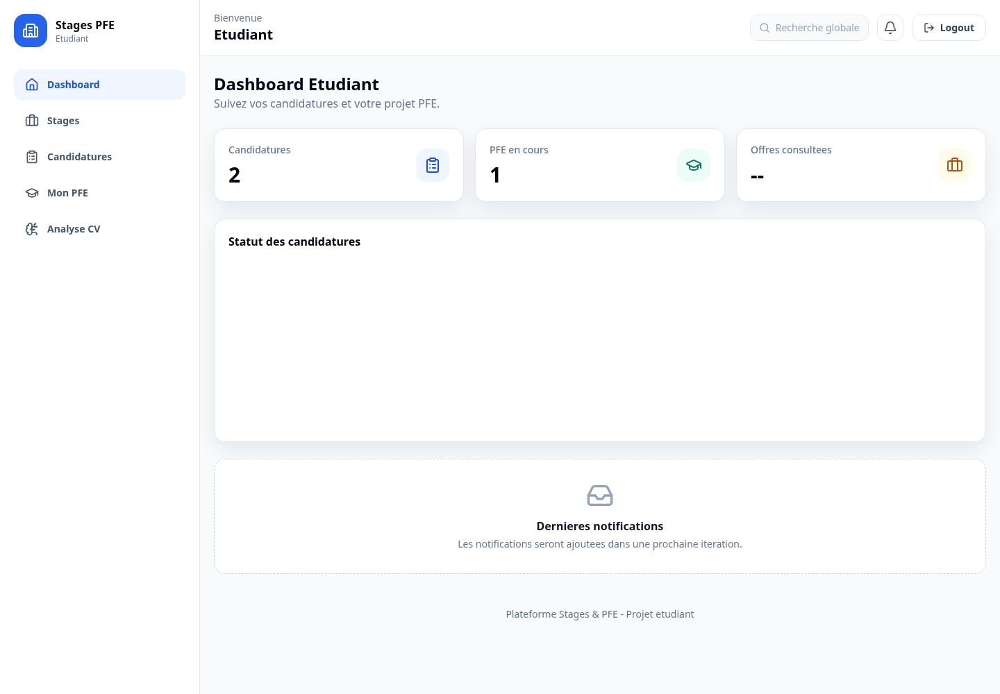 Stages PFE
Etudiant
Dashboard
Stages
Candidatures
Mon PFE
Analyse CV
Bienvenue
Etudiant
Recherche globale
Logout
Dashboard Etudiant
Suivez vos candidatures et votre projet PFE.
Candidatures
2
PFE en cours
1
Offres consultees
--
Statut des candidatures
Dernieres notifications
Les notifications seront ajoutees dans une prochaine iteration.
Plateforme Stages & PFE - Projet etudiant